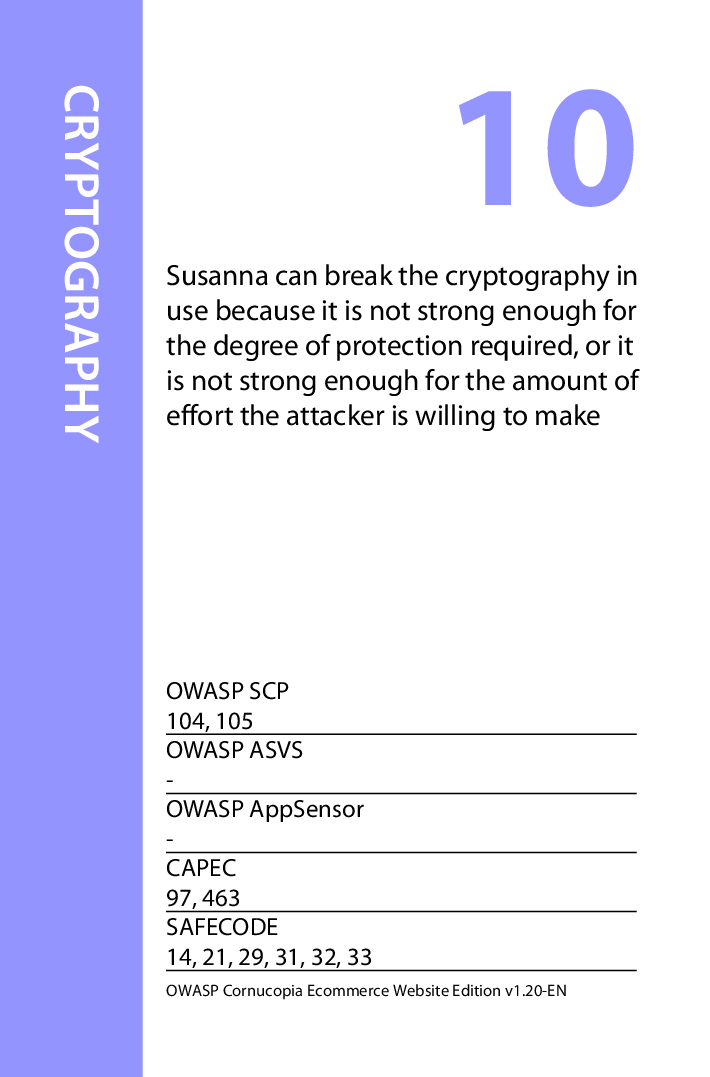 CRYPTOGRAPHY
10
Susanna can break the cryptography in
use because it is not strong enough for
the degree of protection required, or it
is not strong enough for the amount of
effort the attacker is willing to make
OWASP SCP
104, 105
OWASP ASVS
-
OWASP AppSensor
-
CAPEC
97, 463
SAFECODE
14, 21, 29, 31, 32, 33
OWASP Cornucopia Ecommerce Website Edition v1.20-EN